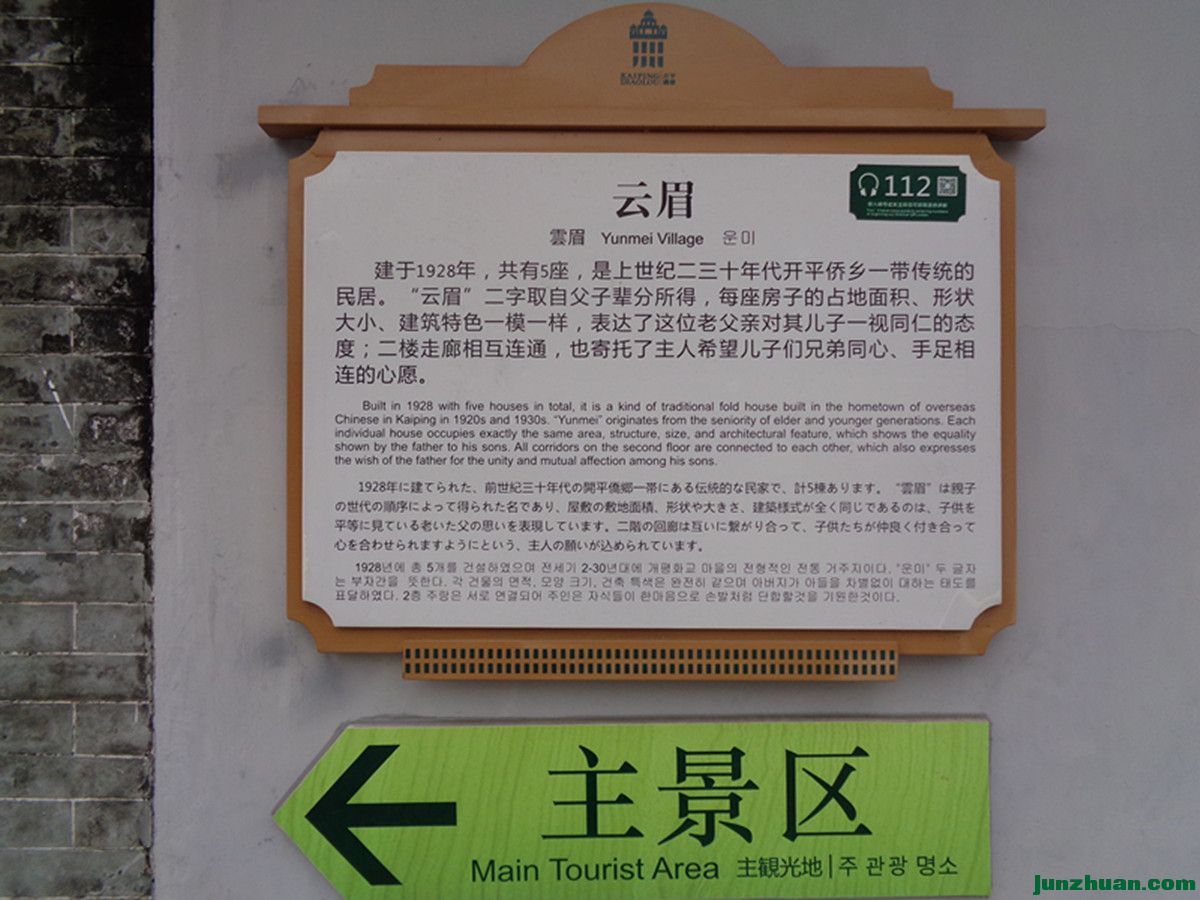 KAIPING 开平
DIAOLOU 碉楼
112
云眉
雲眉 Yunmei Village 운미
建于1928年，共有5座，是上世纪二三十年代开平侨乡一带传统的
民居。“云眉”二字取自父子辈分所得，每座房子的占地面积、形状
大小、建筑特色一模一样，表达了这位老父亲对其儿子一视同仁的态
度；二楼走廊相互连通，也寄托了主人希望儿子们兄弟同心、手足相
连的心愿。
Built in 1928 with five houses in total, it is a kind of traditional fold house built in the hometown of overseas
Chinese in Kaiping in 1920s and 1930s. “Yunmei” originates from the seniority of elder and younger generations. Each
individual house occupies exactly the same area, structure, size, and architectural feature, which shows the equality
shown by the father to his sons. All corridors on the second floor are connected to each other, which also expresses
the wish of the father for the unity and mutual affection among his sons.
1928年に建てられた、前世紀三十年代の開平僑郷一帯にある伝統的な民家で、計5棟あります。“雲眉”は親子
の世代の順序によって得られた名であり、屋敷の敷地面積、形状や大きさ、建築様式が全く同じであるのは、子供を
平等に見ている老いた父の思いを表現しています。二階の回廊は互いに繋がり合って、子供たちが仲良く付き合って
心を合わせられますようにという、主人の願いが込められています。
1928년에 총 5개를 건설하였으며 전세기 2-30년대에 개평화교 마을의 전형적인 전통 거주지이다. “운미” 두 글자
는 부자간을 뜻한다. 각 건물의 면적, 모양 크기, 건축 특색은 완전히 같으며 아버지가 아들을 차별없이 대하는 태도를
표달하였다. 2층 주랑은 서로 연결되어 주인은 자식들이 한마음으로 손발처럼 단합할것을 기원한것이다.
主景区
Main Tourist Area 主観光地|주 관광 명소
junzhuan.com